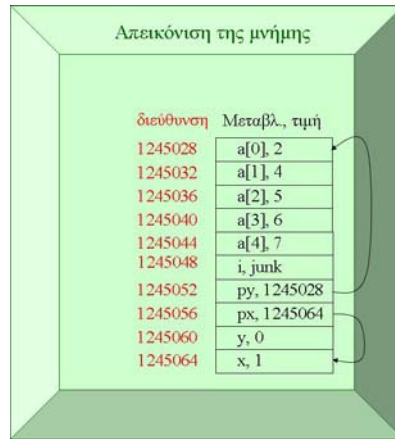 Απεικόνιση της μνήμης
διεύθυνση Μεταβλ., τιμή
1245028 a[0], 2
1245032 a[1], 4
1245036 a[2], 5
1245040 a[3], 6
1245044 a[4], 7
1245048 i, junk
1245052 py, 1245028
1245056 px, 1245064
1245060 y, 0
1245064 x, 1